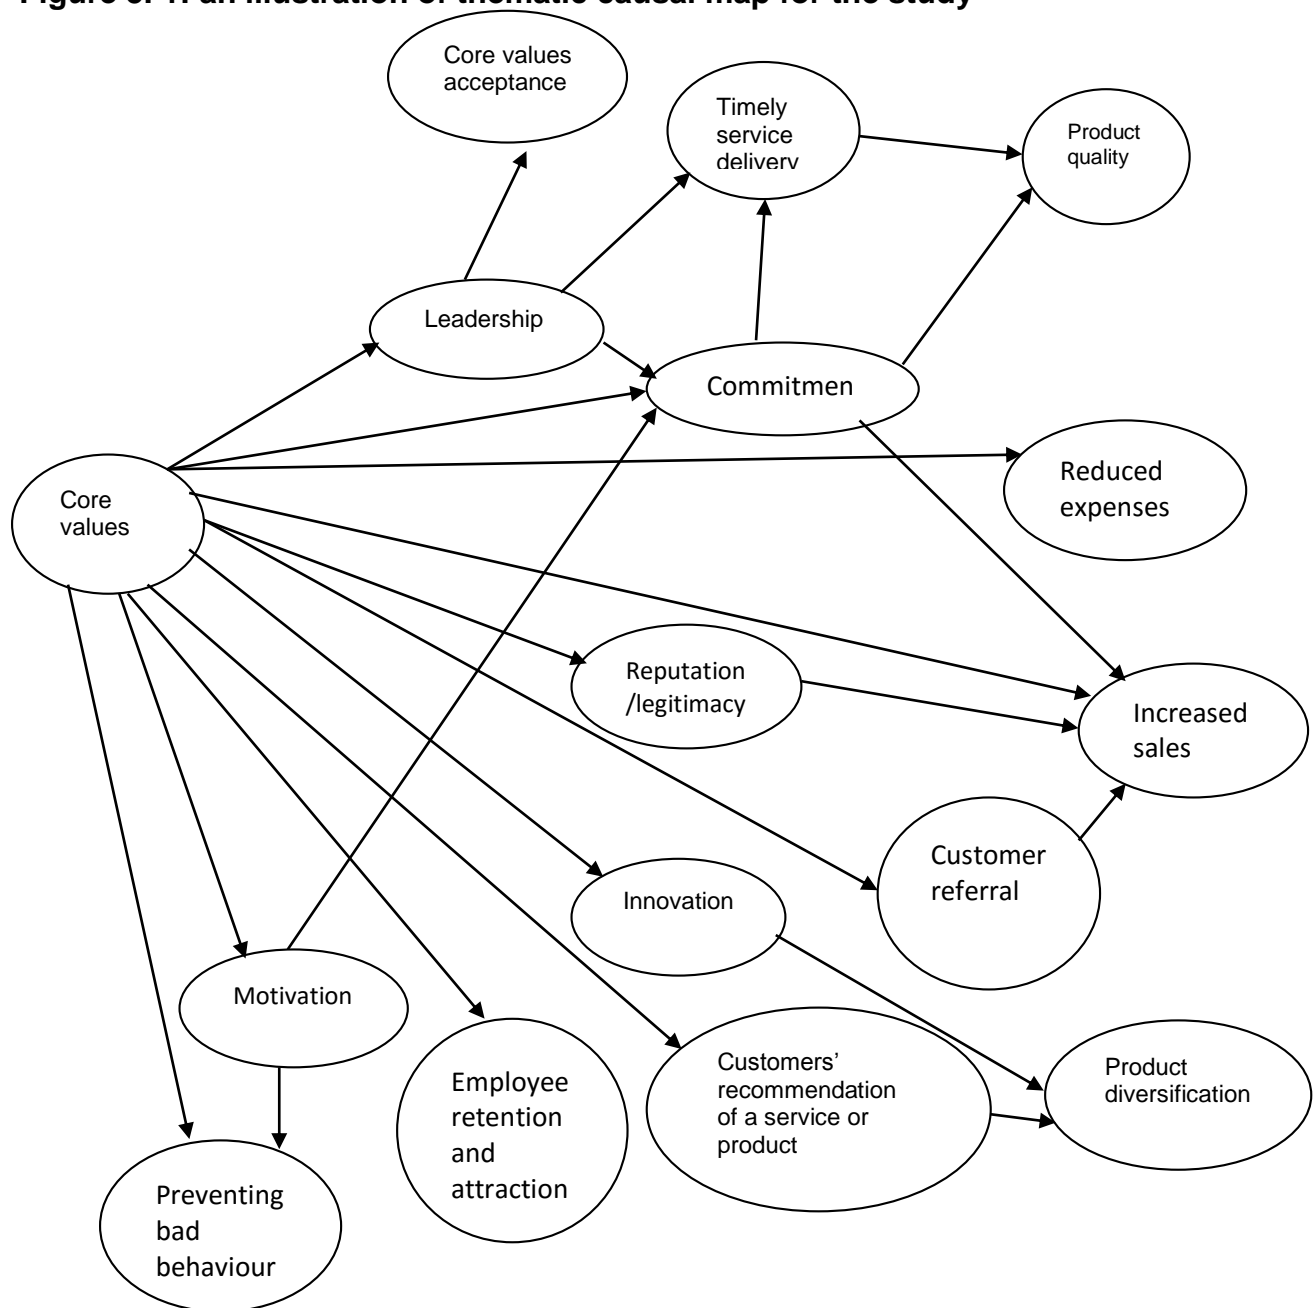 Figure 1: an illustration of thematic causal map for the study
Core values
acceptance
Timely
service
delivery
Product
quality
Leadership
Commitmen
Reduced
expenses
Core
values
Reputation
/legitimacy
Increased
sales
Customer
referral
Innovation
Motivation
Employee
retention
and
attraction
Customers’
recommendation
of a service or
product
Product
diversification
Preventing
bad
behaviour